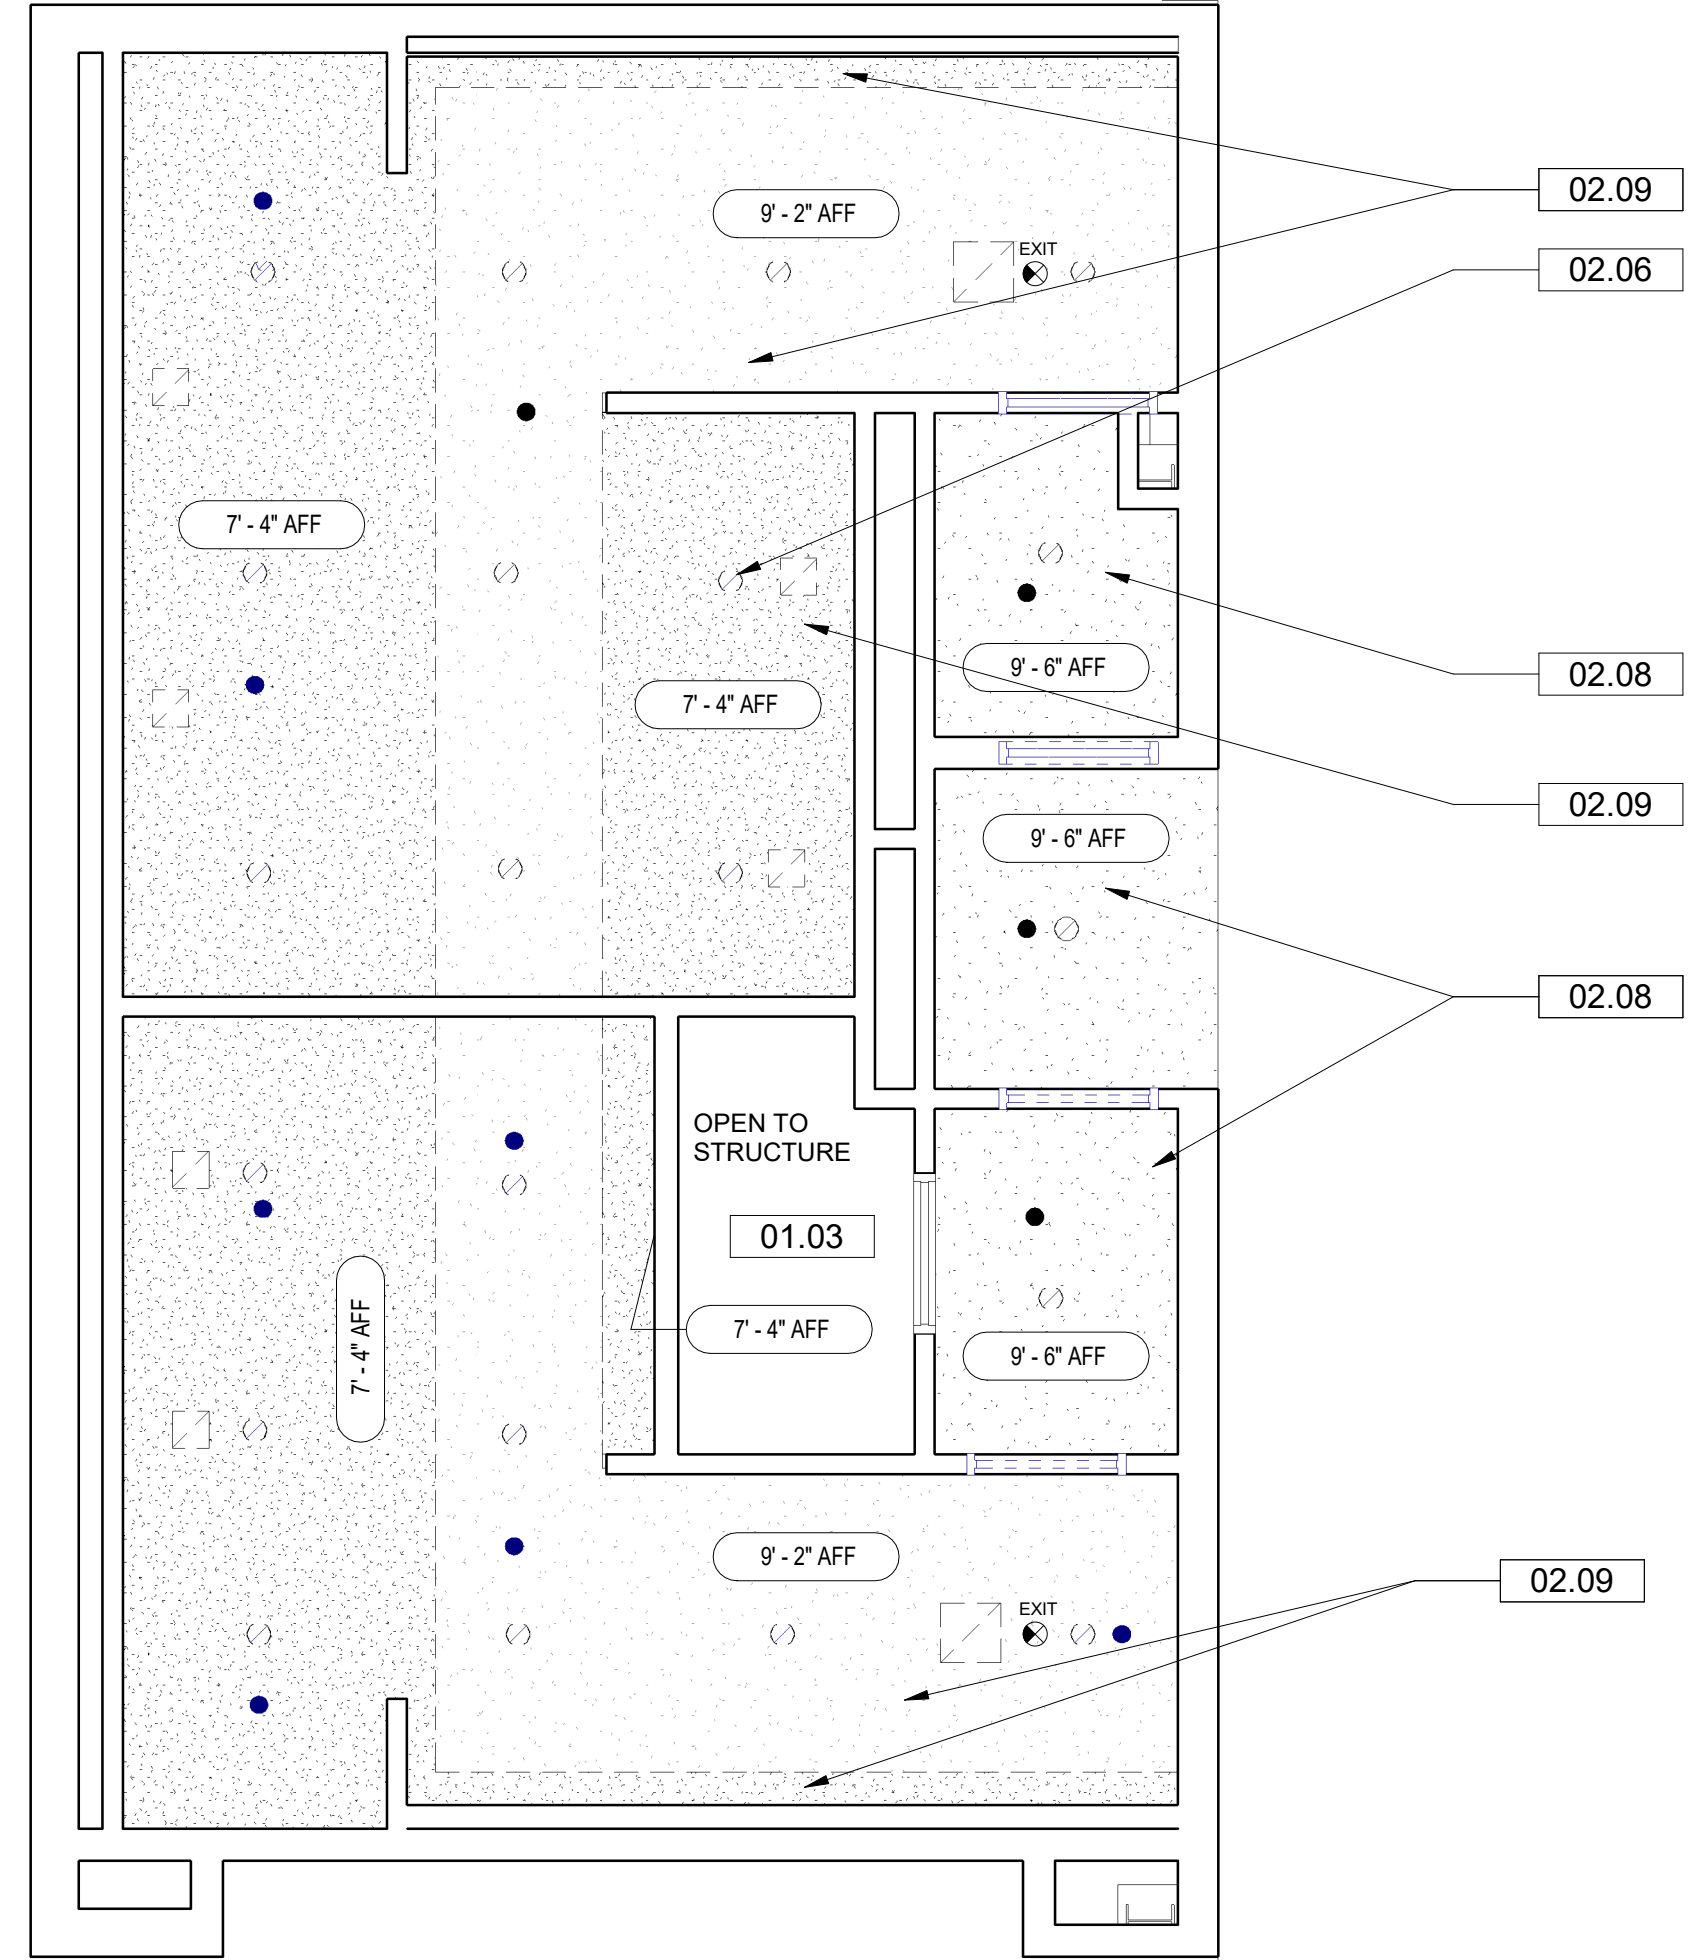 02.09
9' - 2" AFF
EXIT
02.06
7' - 4" AFF
9' - 6" AFF
02.08
7' - 4" AFF
02.09
9' - 6" AFF
02.08
OPEN TO
STRUCTURE
01.03
7' - 4" AFF
7' - 4" AFF
9' - 6" AFF
9' - 2" AFF
02.09
EXIT